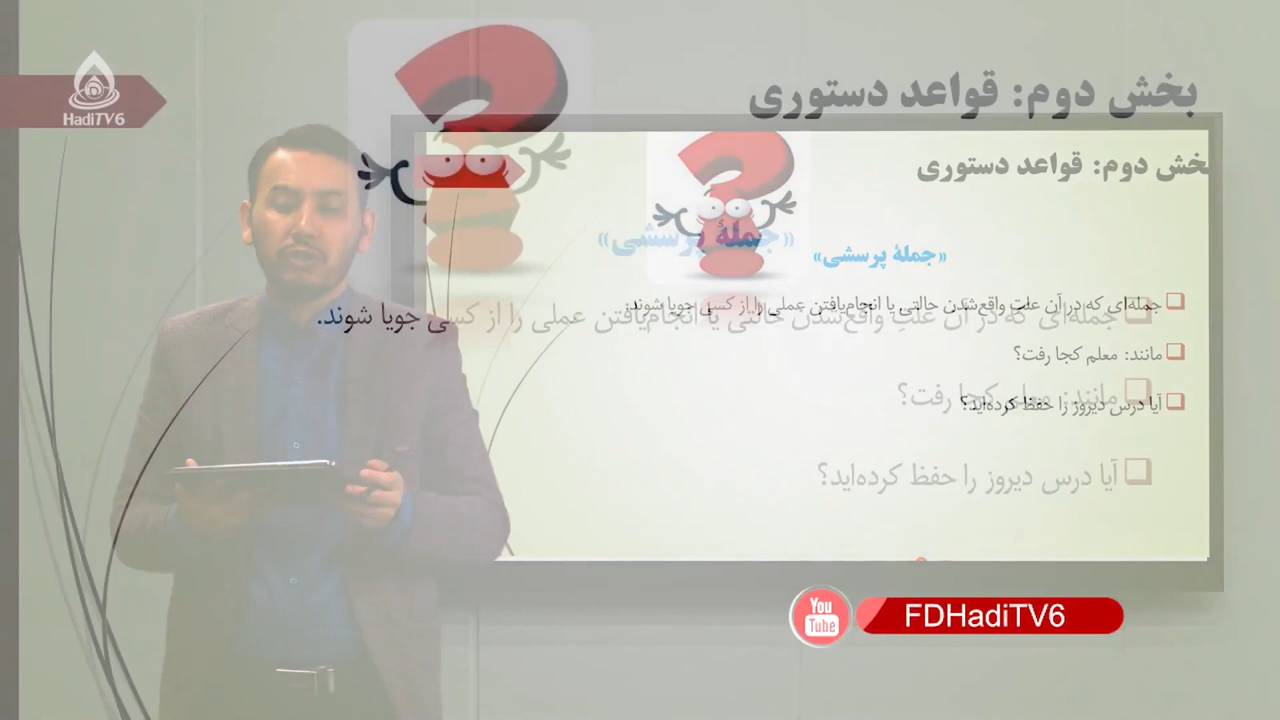 HadiTV6
بخش دوم: قواعد دستوری
بخش دوم: قواعد دستوری
«جملهٔ پرسشی»
«جملهٔ پرسشی»
جمله‌ای که در آن علتِ واقع‌شدن حالتی یا انجام‌یافتن عملی را از کسی جویا شوند.
جمله‌ای که در آن علتِ واقع‌شدن حالتی یا انجام‌یافتن عملی را از کسی جویا شوند.
مانند: معلم کجا رفت؟
مانند: معلم کجا رفت؟
آیا درس دیروز را حفظ کرده‌اید؟
آیا درس دیروز را حفظ کرده‌اید؟
You Tube
FDHadiTV6